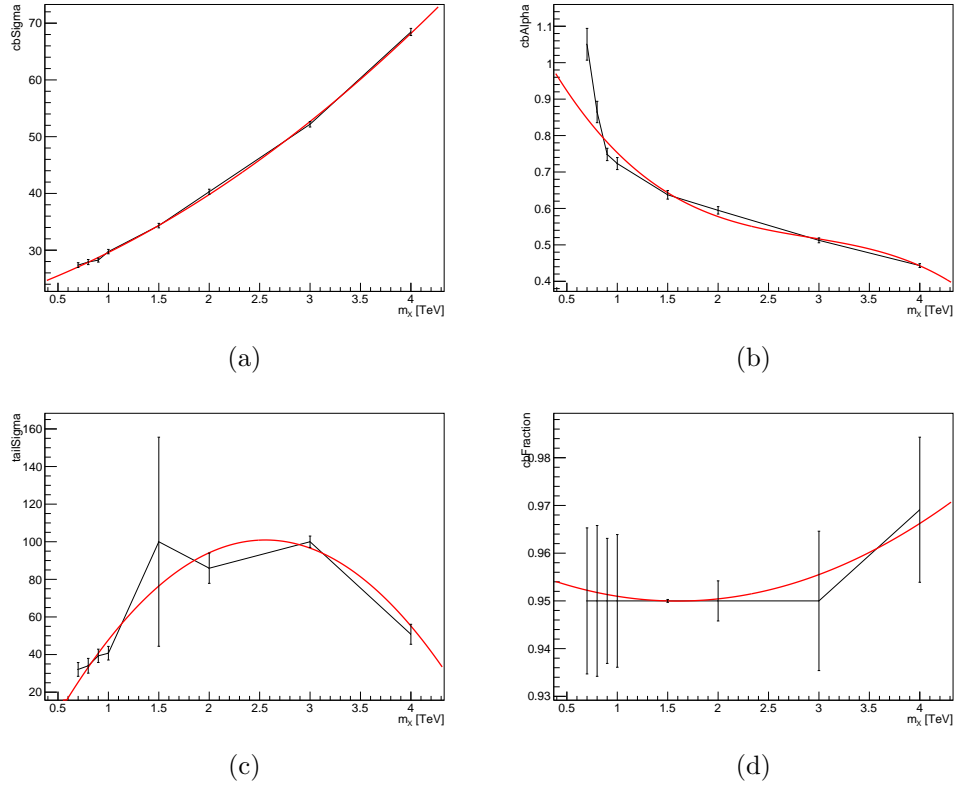 cbSigma
70
60
50
40
30
0.5 1 1.5 2 2.5 3 3.5 4
m_X [TeV]
(a)
cbAlpha
1.1
1
0.9
0.8
0.7
0.6
0.5
0.4
0.5 1 1.5 2 2.5 3 3.5 4
m_X [TeV]
(b)
tailSigma
160
140
120
100
80
60
40
20
0.5 1 1.5 2 2.5 3 3.5 4
m_X [TeV]
(c)
cbFraction
0.98
0.97
0.96
0.95
0.94
0.93
0.5 1 1.5 2 2.5 3 3.5 4
m_X [TeV]
(d)